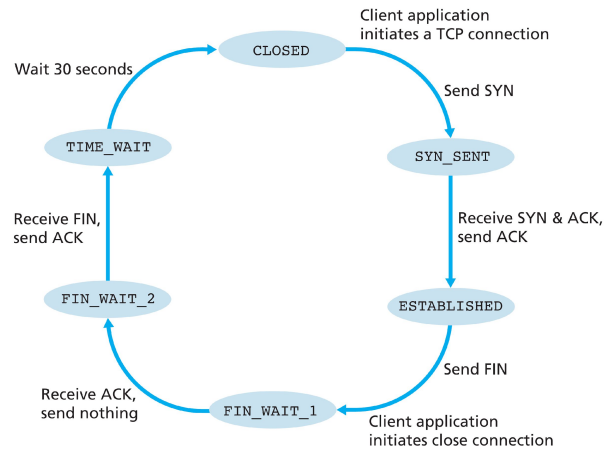 Client application
initiates a TCP connection
CLOSED
Wait 30 seconds
Send SYN
TIME_WAIT
SYN_SENT
Receive FIN,
send ACK
Receive SYN & ACK,
send ACK
FIN_WAIT_2
ESTABLISHED
Send FIN
Receive ACK,
send nothing
FIN_WAIT_1
Client application
initiates close connection